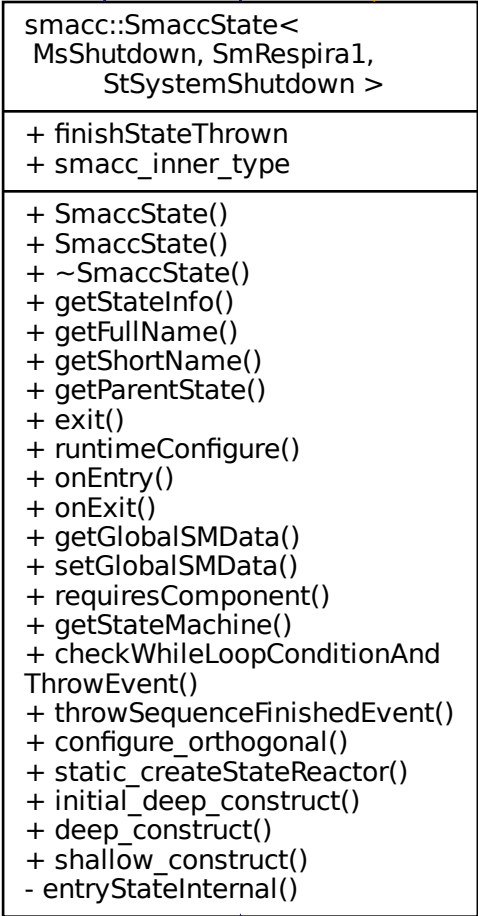 smacc::SmaccState<
MsShutdown, SmRespira1,
StSystemShutdown >
+ finishStateThrown
+ smacc_inner_type
+ SmaccState()
+ SmaccState()
+ ~SmaccState()
+ getStateInfo()
+ getFullName()
+ getShortName()
+ getParentState()
+ exit()
+ runtimeConfigure()
+ onEntry()
+ onExit()
+ getGlobalSMData()
+ setGlobalSMData()
+ requiresComponent()
+ getStateMachine()
+ checkWhileLoopConditionAnd
ThrowEvent()
+ throwSequenceFinishedEvent()
+ configure_orthogonal()
+ static_createStateReactor()
+ initial_deep_construct()
+ deep_construct()
+ shallow_construct()
- entryStateInternal()